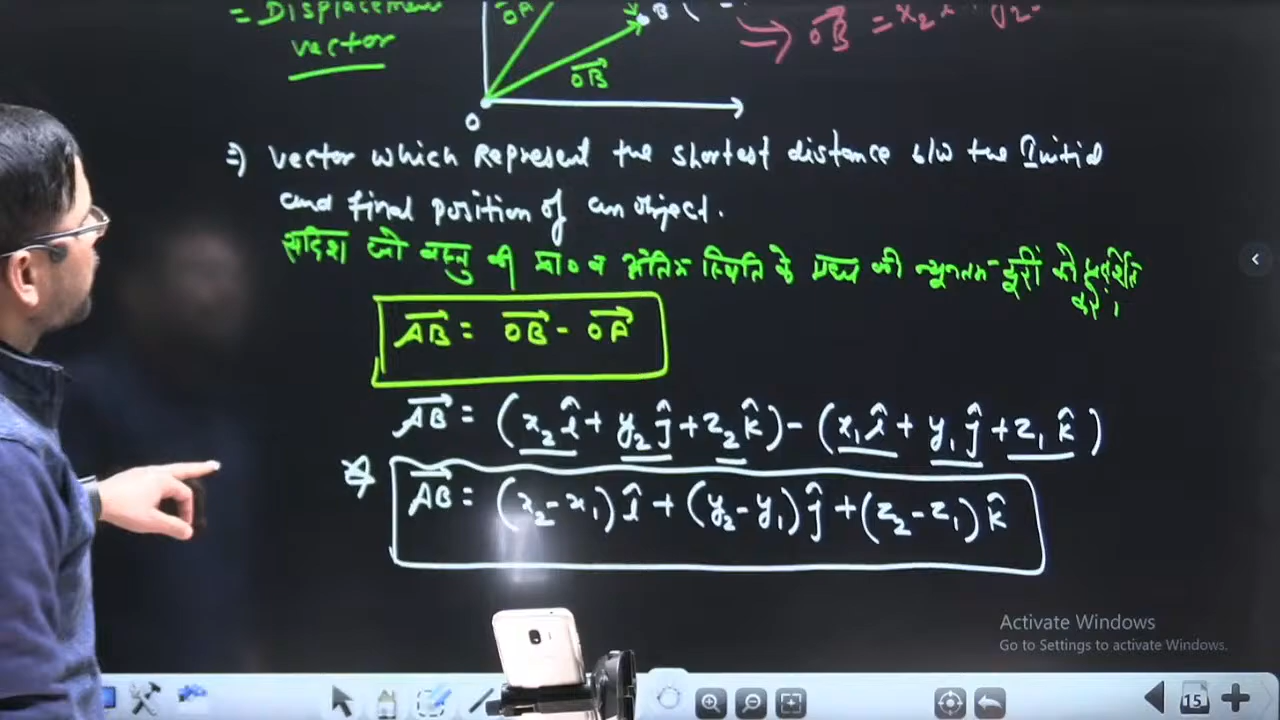 = Displacement
vector
OA
B
OB
O
⇒ OB =
⇒) vector which Represent the shortest distance b/w the Initial
and final position of an object.
सदिश जो वस्तु की प्रा० व अंतिम स्थिति के मध्य की न्यूनतम दूरी को प्रदर्शित
करे।
AB = OB - OA
AB = (x₂î + y₂ĵ + z₂k̂) - (x₁î + y₁ĵ + z₁k̂)
AB = (x₂-x₁)î + (y₂-y₁)ĵ + (z₂-z₁)k̂
Activate Windows
Go to Settings to activate Windows.
15